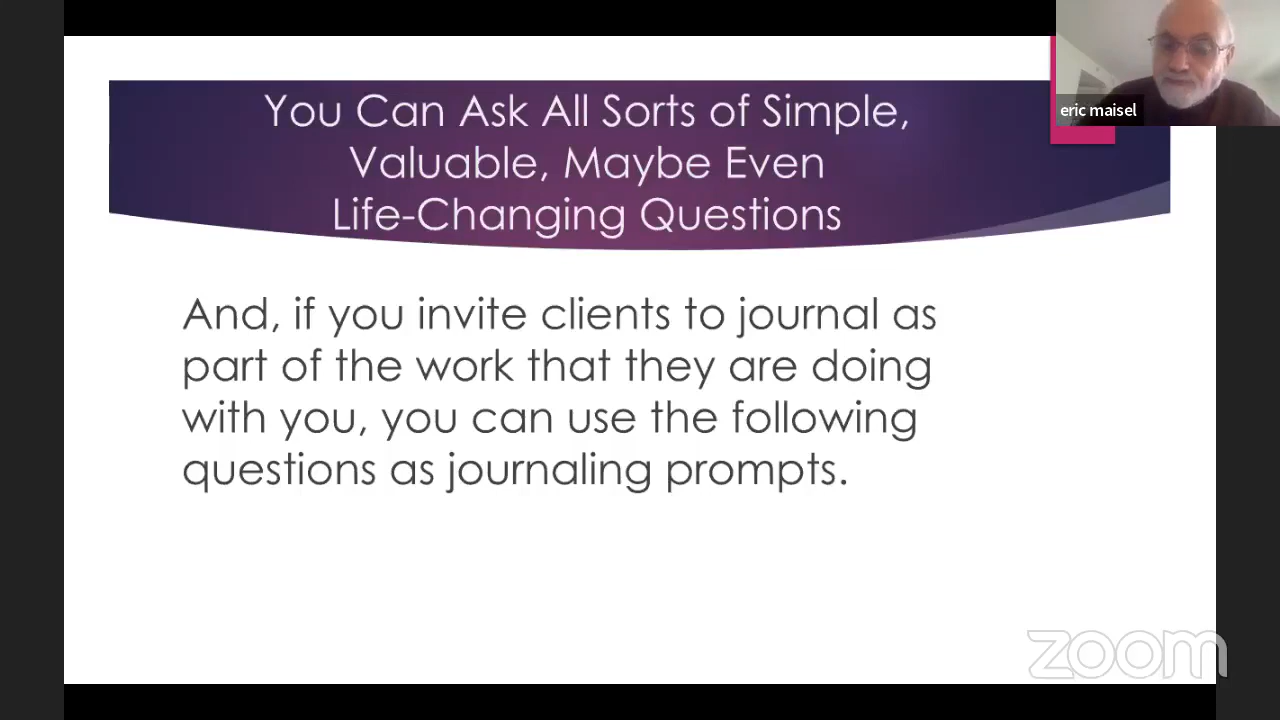 You Can Ask All Sorts of Simple,
Valuable, Maybe Even
Life-Changing Questions
eric maisel
And, if you invite clients to journal as
part of the work that they are doing
with you, you can use the following
questions as journaling prompts.
zoom